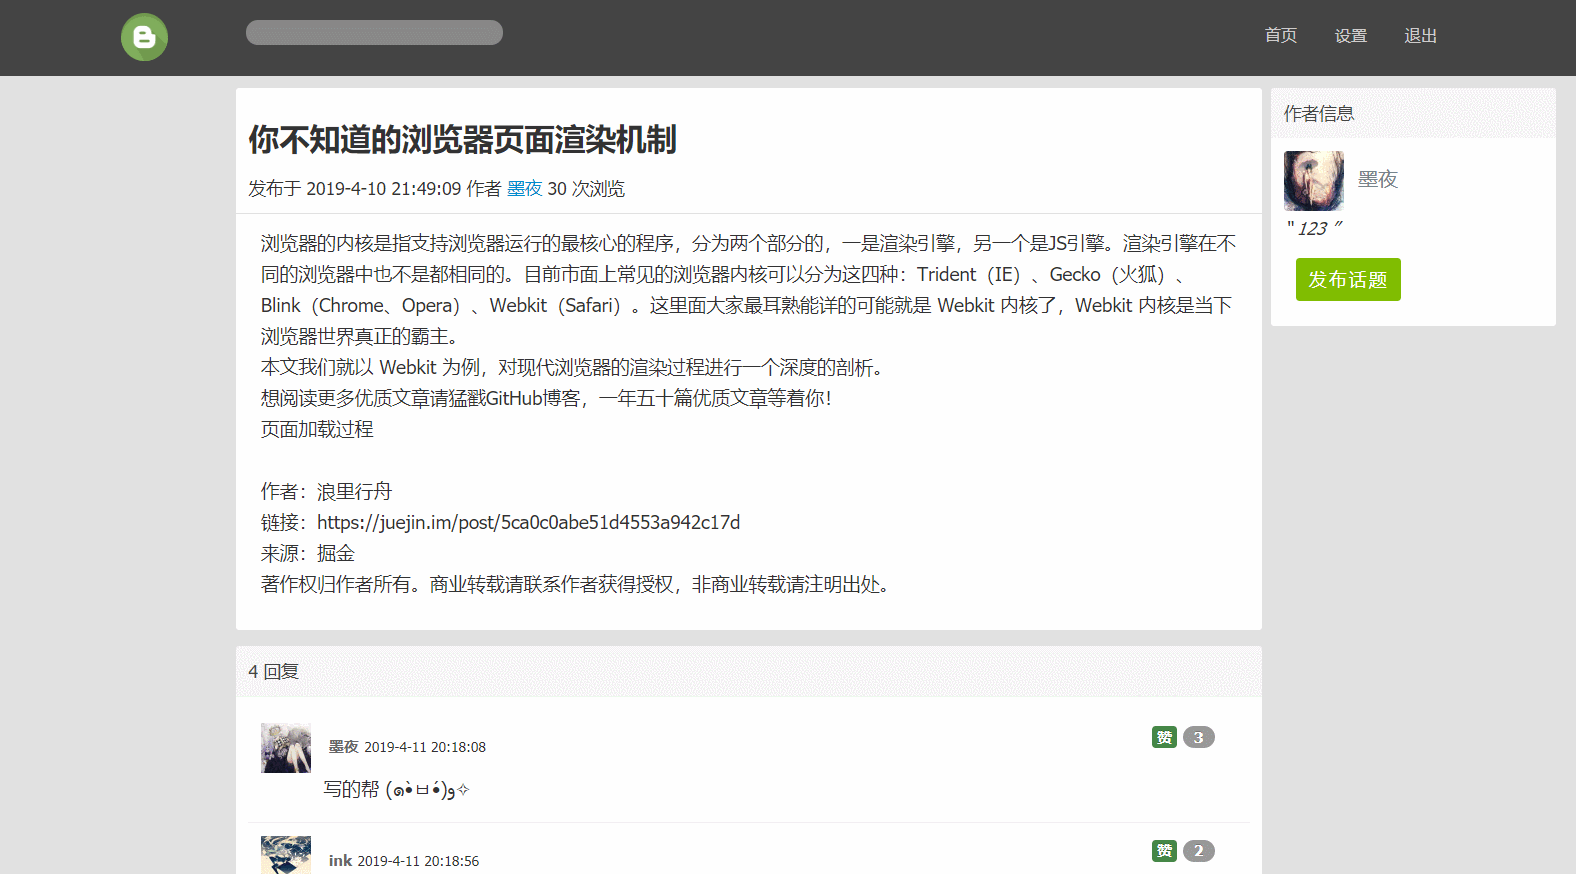 首页 设置 退出
你不知道的浏览器页面渲染机制
发布于 2019-4-10 21:49:09 作者 墨夜 30 次浏览
浏览器的内核是指支持浏览器运行的最核心的程序，分为两个部分的，一是渲染引擎，另一个是JS引擎。渲染引擎在不
同的浏览器中也不是都相同的。目前市面上常见的浏览器内核可以分为这四种：Trident（IE）、Gecko（火狐）、
Blink（Chrome、Opera）、Webkit（Safari）。这里面大家最耳熟能详的可能就是 Webkit 内核了，Webkit 内核是当下
浏览器世界真正的霸主。
本文我们就以 Webkit 为例，对现代浏览器的渲染过程进行一个深度的剖析。
想阅读更多优质文章请猛戳GitHub博客，一年五十篇优质文章等着你！
页面加载过程
作者：浪里行舟
链接：https://juejin.im/post/5ca0c0abe51d4553a942c17d
来源：掘金
著作权归作者所有。商业转载请联系作者获得授权，非商业转载请注明出处。
4 回复
墨夜 2019-4-11 20:18:08 赞 3
写的帮 (๑•̀ㅂ•́)و✧
ink 2019-4-11 20:18:56 赞 2
作者信息
墨夜
" 123 "
发布话题